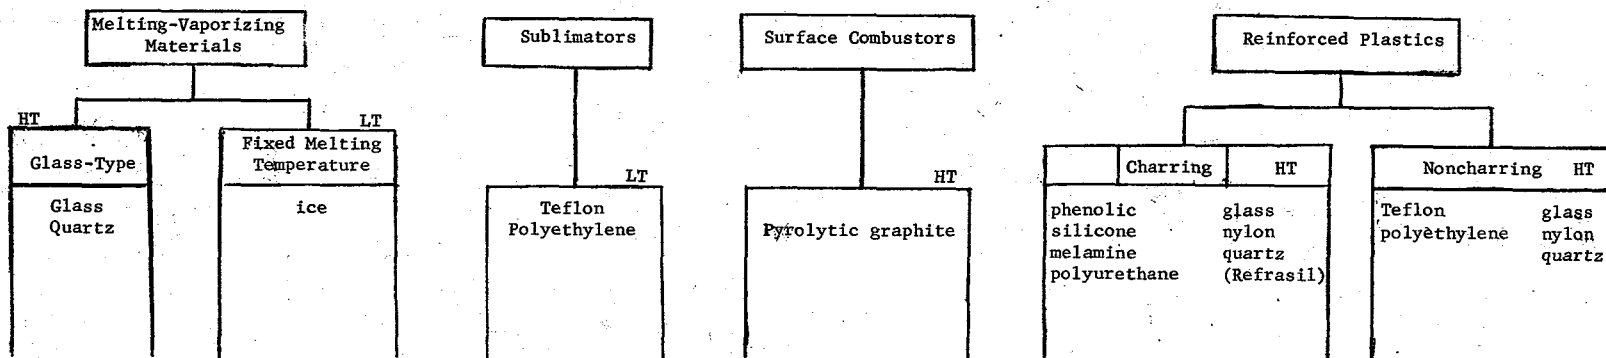 Melting-Vaporizing
Materials
HT
Glass-Type
Glass
Quartz
LT
Fixed Melting
Temperature
ice
Sublimators
LT
Teflon
Polyethylene
Surface Combustors
HT
Pyrolytic graphite
Reinforced Plastics
Charring HT
phenolic glass
silicone nylon
melamine quartz
polyurethane (Refrasil)
Noncharring HT
Teflon glass
polyethylene nylon
quartz